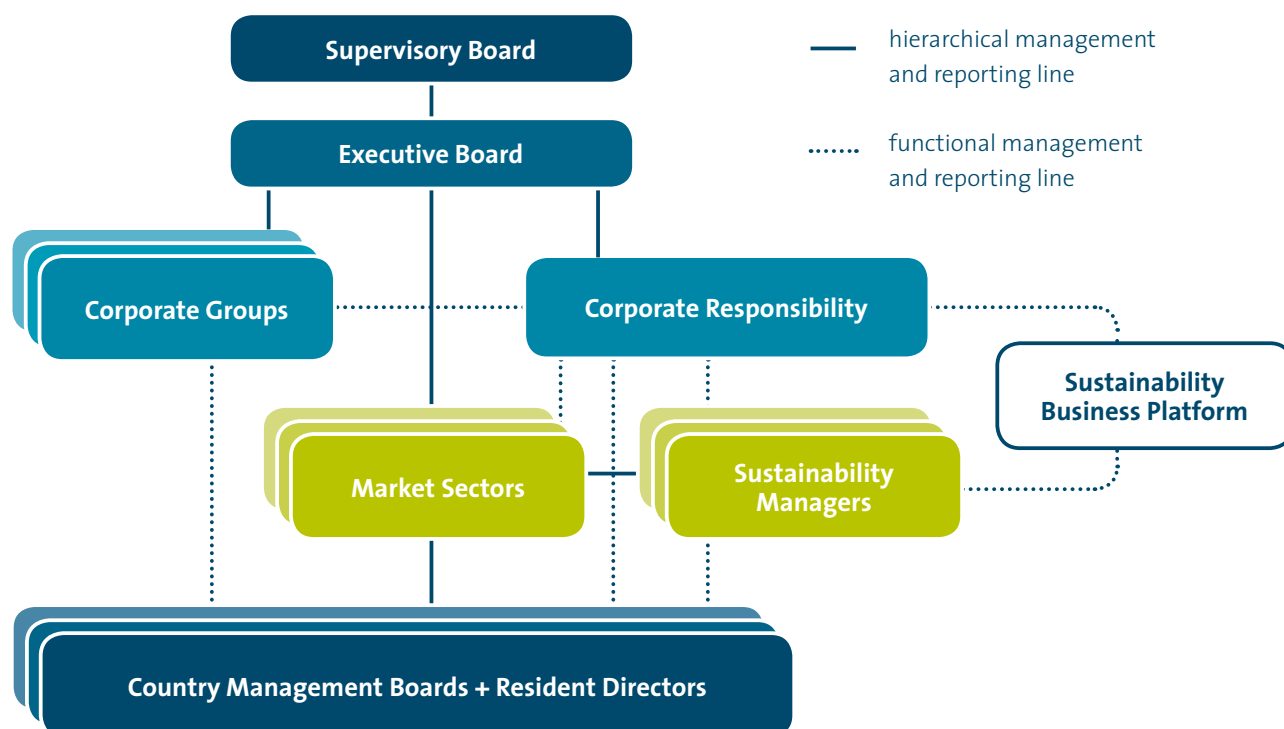 Supervisory Board
hierarchical management
and reporting line
Executive Board
functional management
and reporting line
Corporate Groups
Corporate Responsibility
Sustainability
Business Platform
Market Sectors
Sustainability
Managers
Country Management Boards + Resident Directors